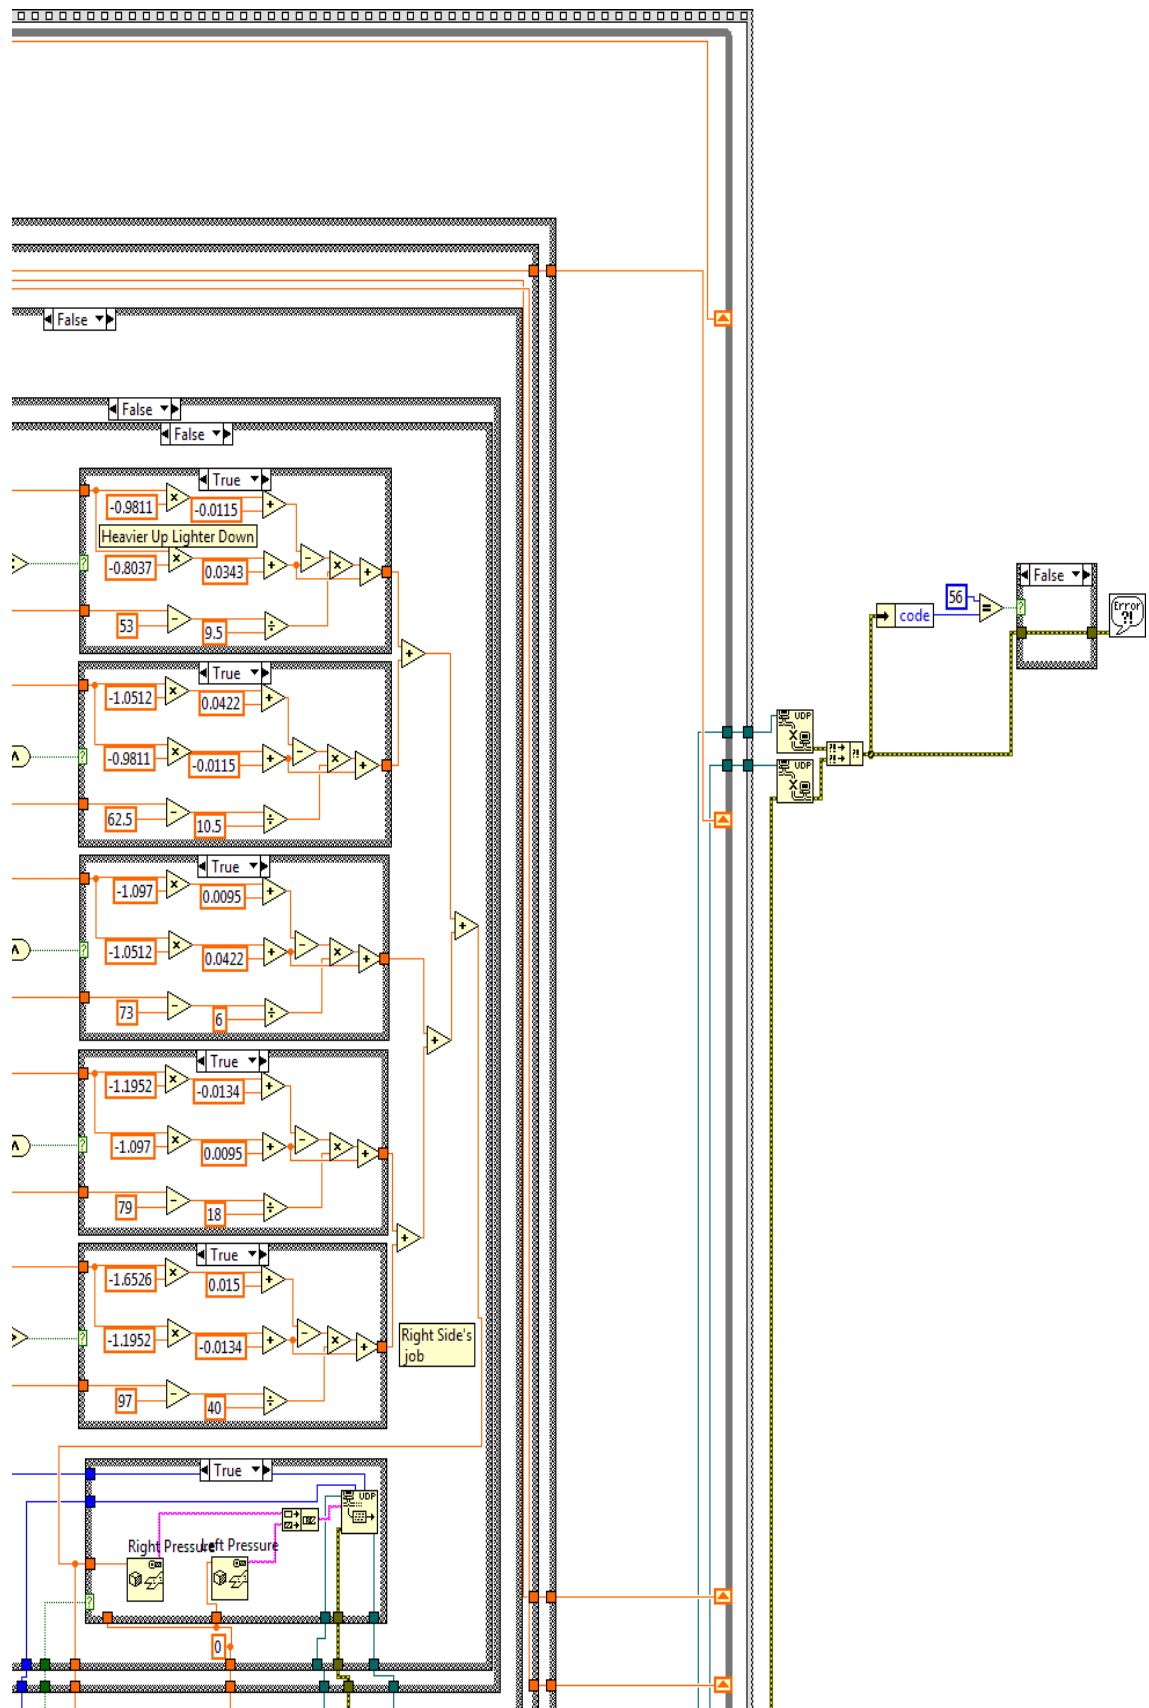 False
False
False
True
-0.9811
-0.0115
Heavier Up Lighter Down
-0.8037
0.0343
53
9.5
True
-1.0512
0.0422
-0.9811
-0.0115
62.5
10.5
True
-1.097
0.0095
-1.0512
0.0422
73
6
True
-1.1952
-0.0134
-1.097
0.0095
79
18
True
-1.6526
0.015
-1.1952
-0.0134
97
40
Right Side's
job
True
UDP
Right Pressure
Left Pressure
0
False
56
code
Error
?!
UDP
UDP